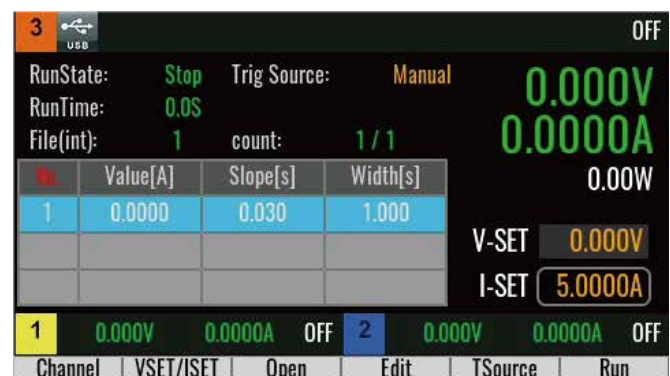 3 USB OFF
RunState: Stop Trig Source: Manual 0.000V
RunTime: 0.0S 0.0000A
File(int): 1 count: 1 / 1
Value[A] Slope[s] Width[s] 0.00W
1 0.0000 0.030 1.000
V-SET 0.000V
I-SET 5.0000A
1 0.000V 0.0000A OFF 2 0.000V 0.0000A OFF
Channel VSET/ISET Open Edit TSource Run